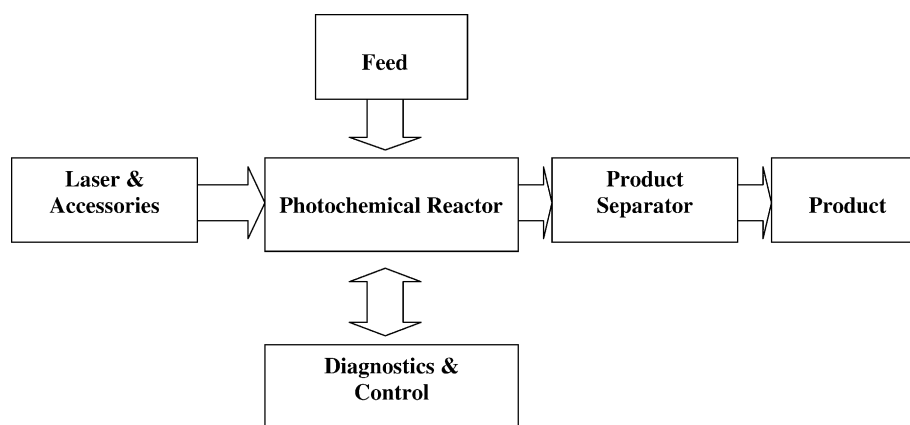 Feed
Laser &
Accessories
Photochemical Reactor
Product
Separator
Product
Diagnostics &
Control